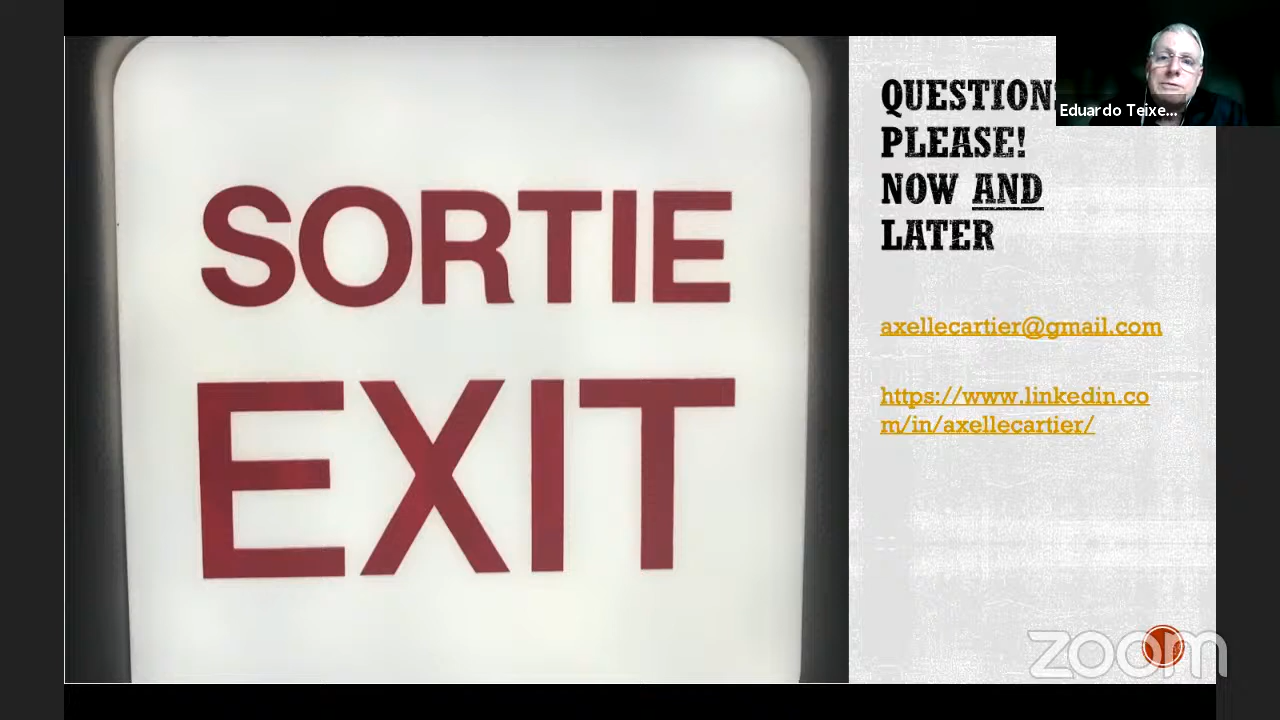 SORTIE
EXIT
QUESTION
PLEASE!
NOW AND
LATER
axellecartier@gmail.com
https://www.linkedin.co
m/in/axellecartier/
Eduardo Teixe...
zoom